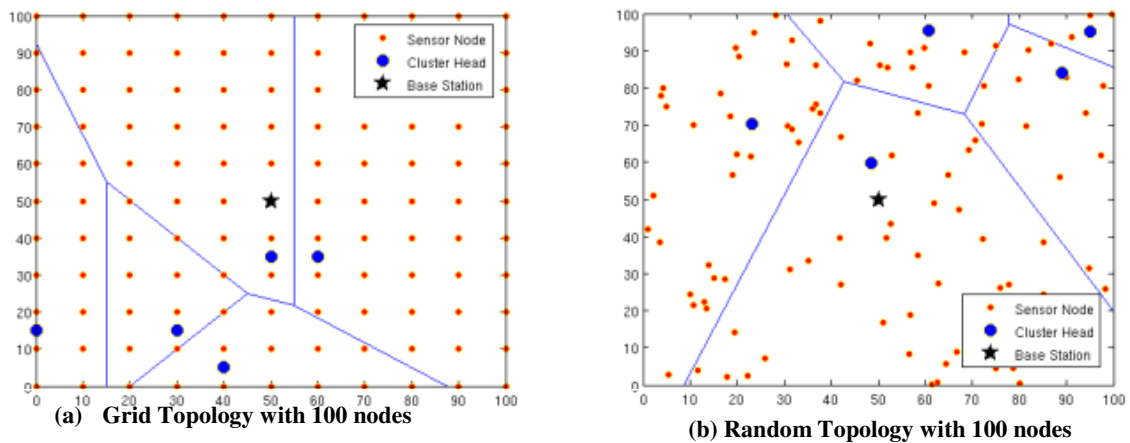 100
90
80
70
60
50
40
30
20
10
0
0 10 20 30 40 50 60 70 80 90 100
Sensor Node
Cluster Head
Base Station
(a) Grid Topology with 100 nodes
100
90
80
70
60
50
40
30
20
10
0
0 10 20 30 40 50 60 70 80 90 100
Sensor Node
Cluster Head
Base Station
(b) Random Topology with 100 nodes